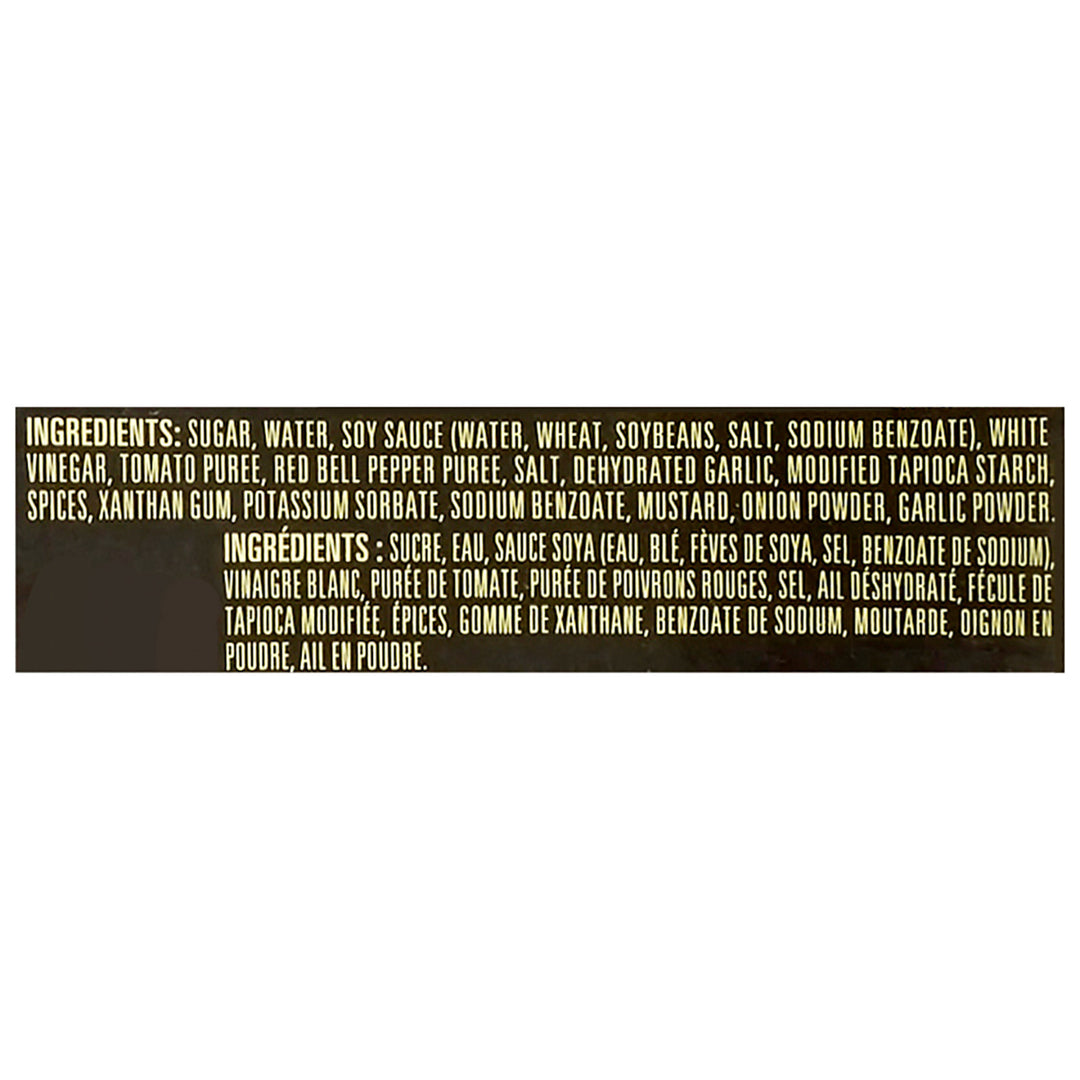 INGREDIENTS: SUGAR, WATER, SOY SAUCE (WATER, WHEAT, SOYBEANS, SALT, SODIUM BENZOATE), WHITE
VINEGAR, TOMATO PUREE, RED BELL PEPPER PUREE, SALT, DEHYDRATED GARLIC, MODIFIED TAPIOCA STARCH,
SPICES, XANTHAN GUM, POTASSIUM SORBATE, SODIUM BENZOATE, MUSTARD, ONION POWDER, GARLIC POWDER.
INGRÉDIENTS : SUCRE, EAU, SAUCE SOYA (EAU, BLÉ, FÈVES DE SOYA, SEL, BENZOATE DE SODIUM),
VINAIGRE BLANC, PURÉE DE TOMATE, PURÉE DE POIVRONS ROUGES, SEL, AIL DÉSHYDRATÉ, FÉCULE DE
TAPIOCA MODIFIÉE, ÉPICES, GOMME DE XANTHANE, BENZOATE DE SODIUM, MOUTARDE, OIGNON EN
POUDRE, AIL EN POUDRE.